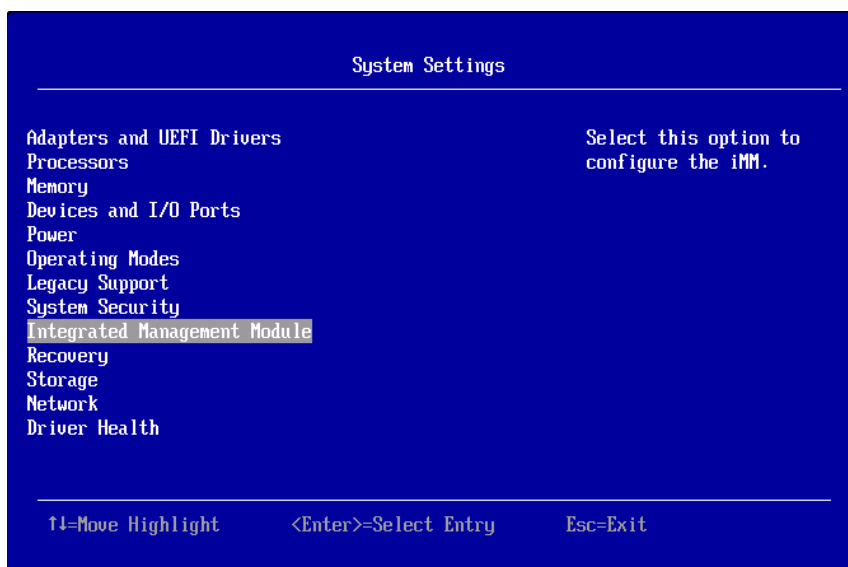 System Settings
Adapters and UEFI Drivers
Select this option to
Processors
configure the iMM.
Memory
Devices and I/O Ports
Power
Operating Modes
Legacy Support
System Security
Integrated Management Module
Recovery
Storage
Network
Driver Health
↑↓=Move Highlight <Enter>=Select Entry Esc=Exit